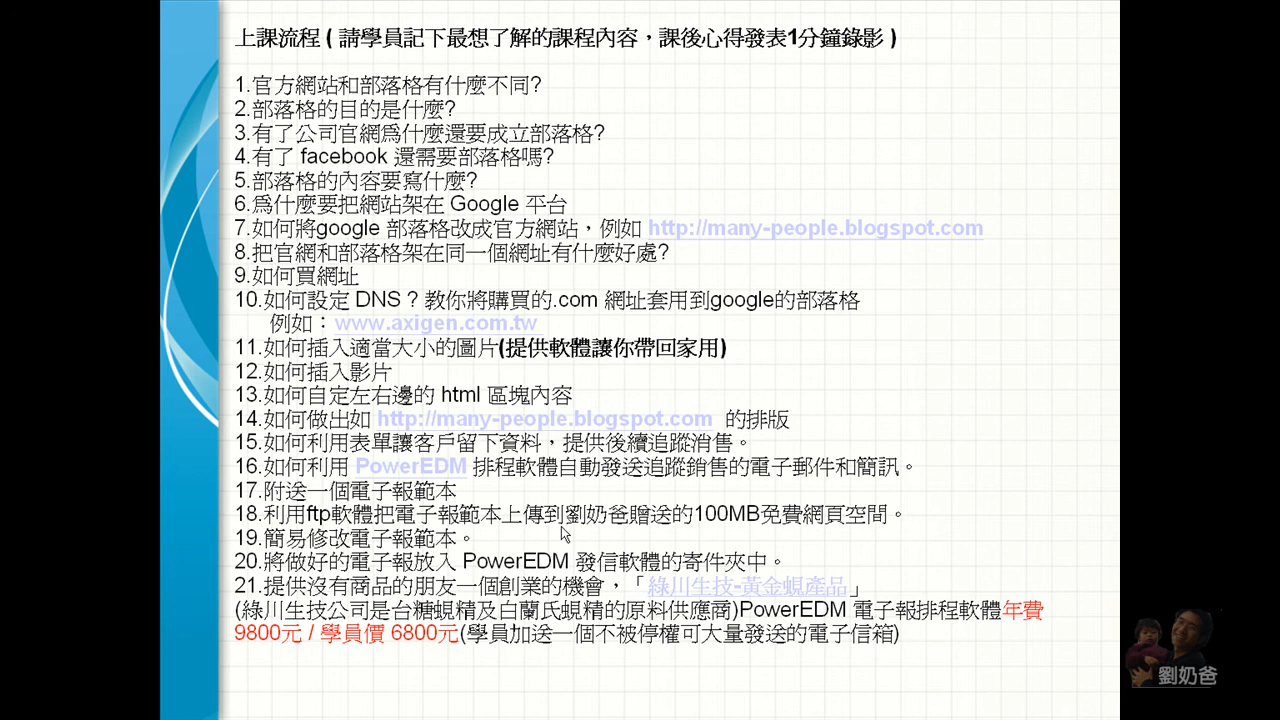 上課流程 ( 請學員記下最想了解的課程內容，課後心得發表1分鐘錄影 )
1.官方網站和部落格有什麼不同?
2.部落格的目的是什麼?
3.有了公司官網爲什麼還要成立部落格?
4.有了 facebook 還需要部落格嗎?
5.部落格的內容要寫什麼?
6.爲什麼要把網站架在 Google 平台
7.如何將google 部落格改成官方網站，例如 http://many-people.blogspot.com
8.把官網和部落格架在同一個網址有什麼好處?
9.如何買網址
10.如何設定 DNS ? 教你將購買的.com 網址套用到google的部落格
例如：www.axigen.com.tw
11.如何插入適當大小的圖片(提供軟體讓你帶回家用)
12.如何插入影片
13.如何自定左右邊的 html 區塊內容
14.如何做出如 http://many-people.blogspot.com 的排版
15.如何利用表單讓客戶留下資料，提供後續追蹤消售。
16.如何利用 PowerEDM 排程軟體自動發送追蹤銷售的電子郵件和簡訊。
17.附送一個電子報範本
18.利用ftp軟體把電子報範本上傳到劉奶爸贈送的100MB免費網頁空間。
19.簡易修改電子報範本。
20.將做好的電子報放入 PowerEDM 發信軟體的寄件夾中。
21.提供沒有商品的朋友一個創業的機會，「綠川生技-黃金蜆產品」
(綠川生技公司是台糖蜆精及白蘭氏蜆精的原料供應商)PowerEDM 電子報排程軟體年費
9800元 / 學員價 6800元(學員加送一個不被停權可大量發送的電子信箱)
劉奶爸